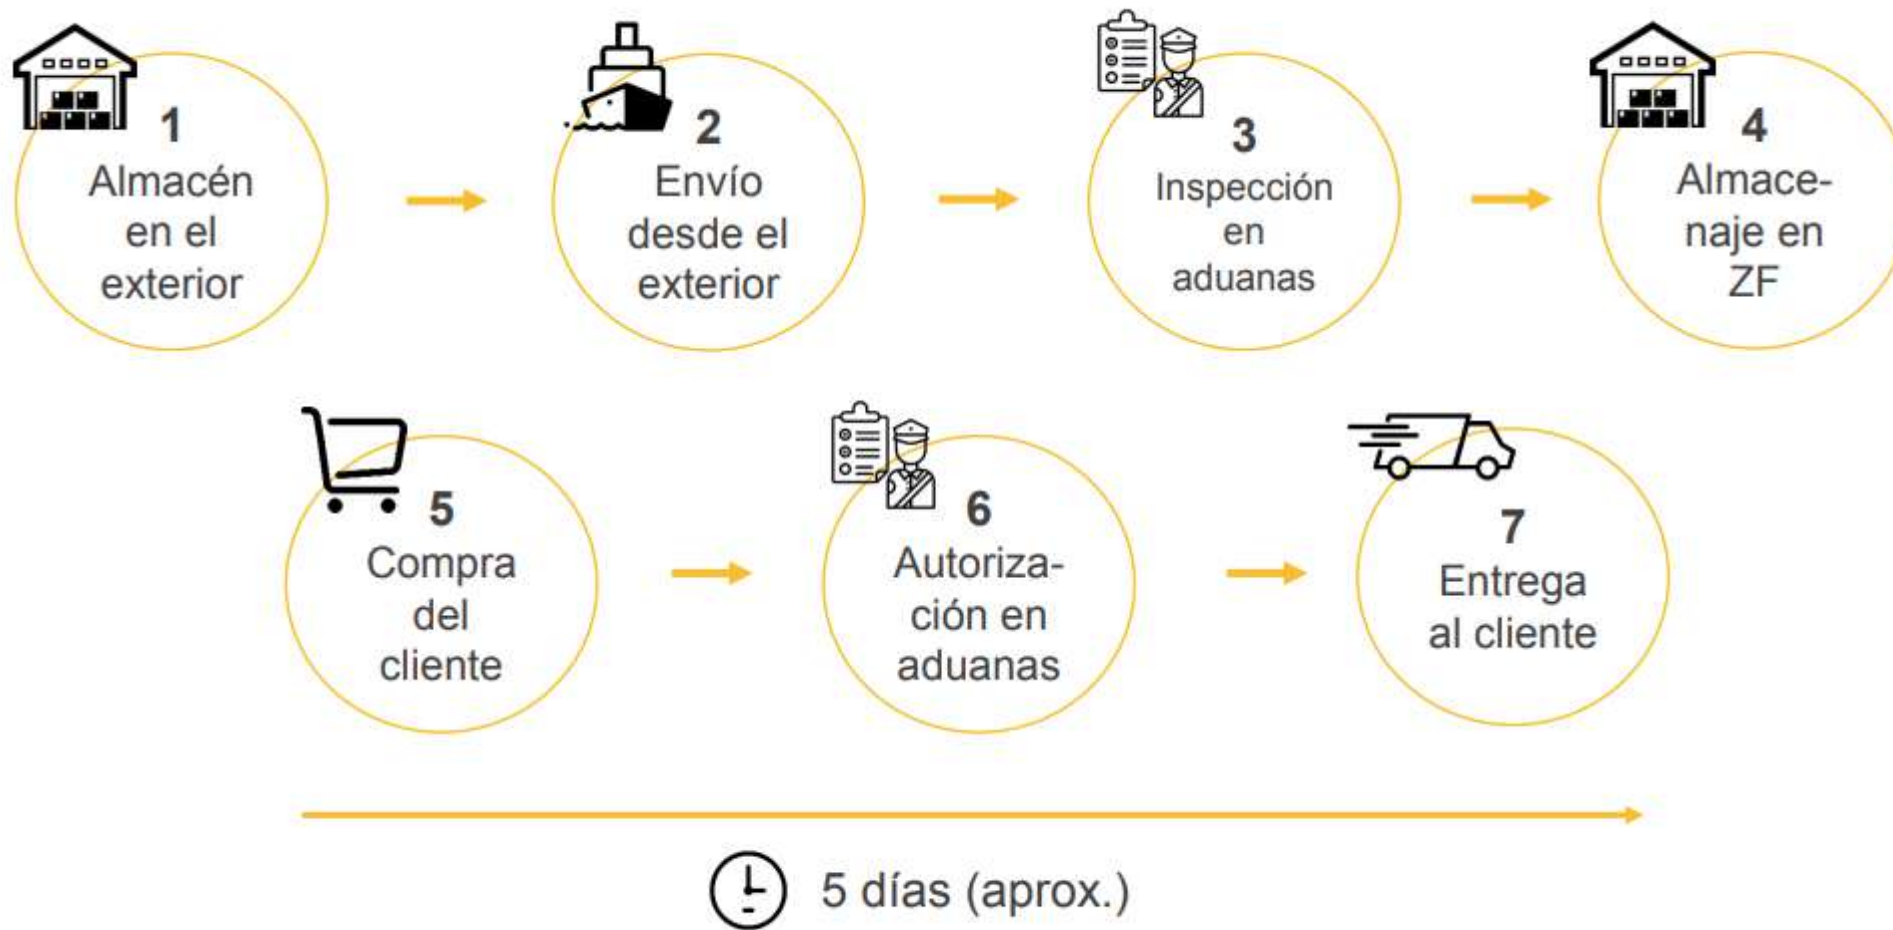 1
Almacén
en el
exterior
2
Envío
desde el
exterior
3
Inspección
en
aduanas
4
Almace-
naje en
ZF
5
Compra
del
cliente
6
Autoriza-
ción en
aduanas
7
Entrega
al cliente
5 días (aprox.)